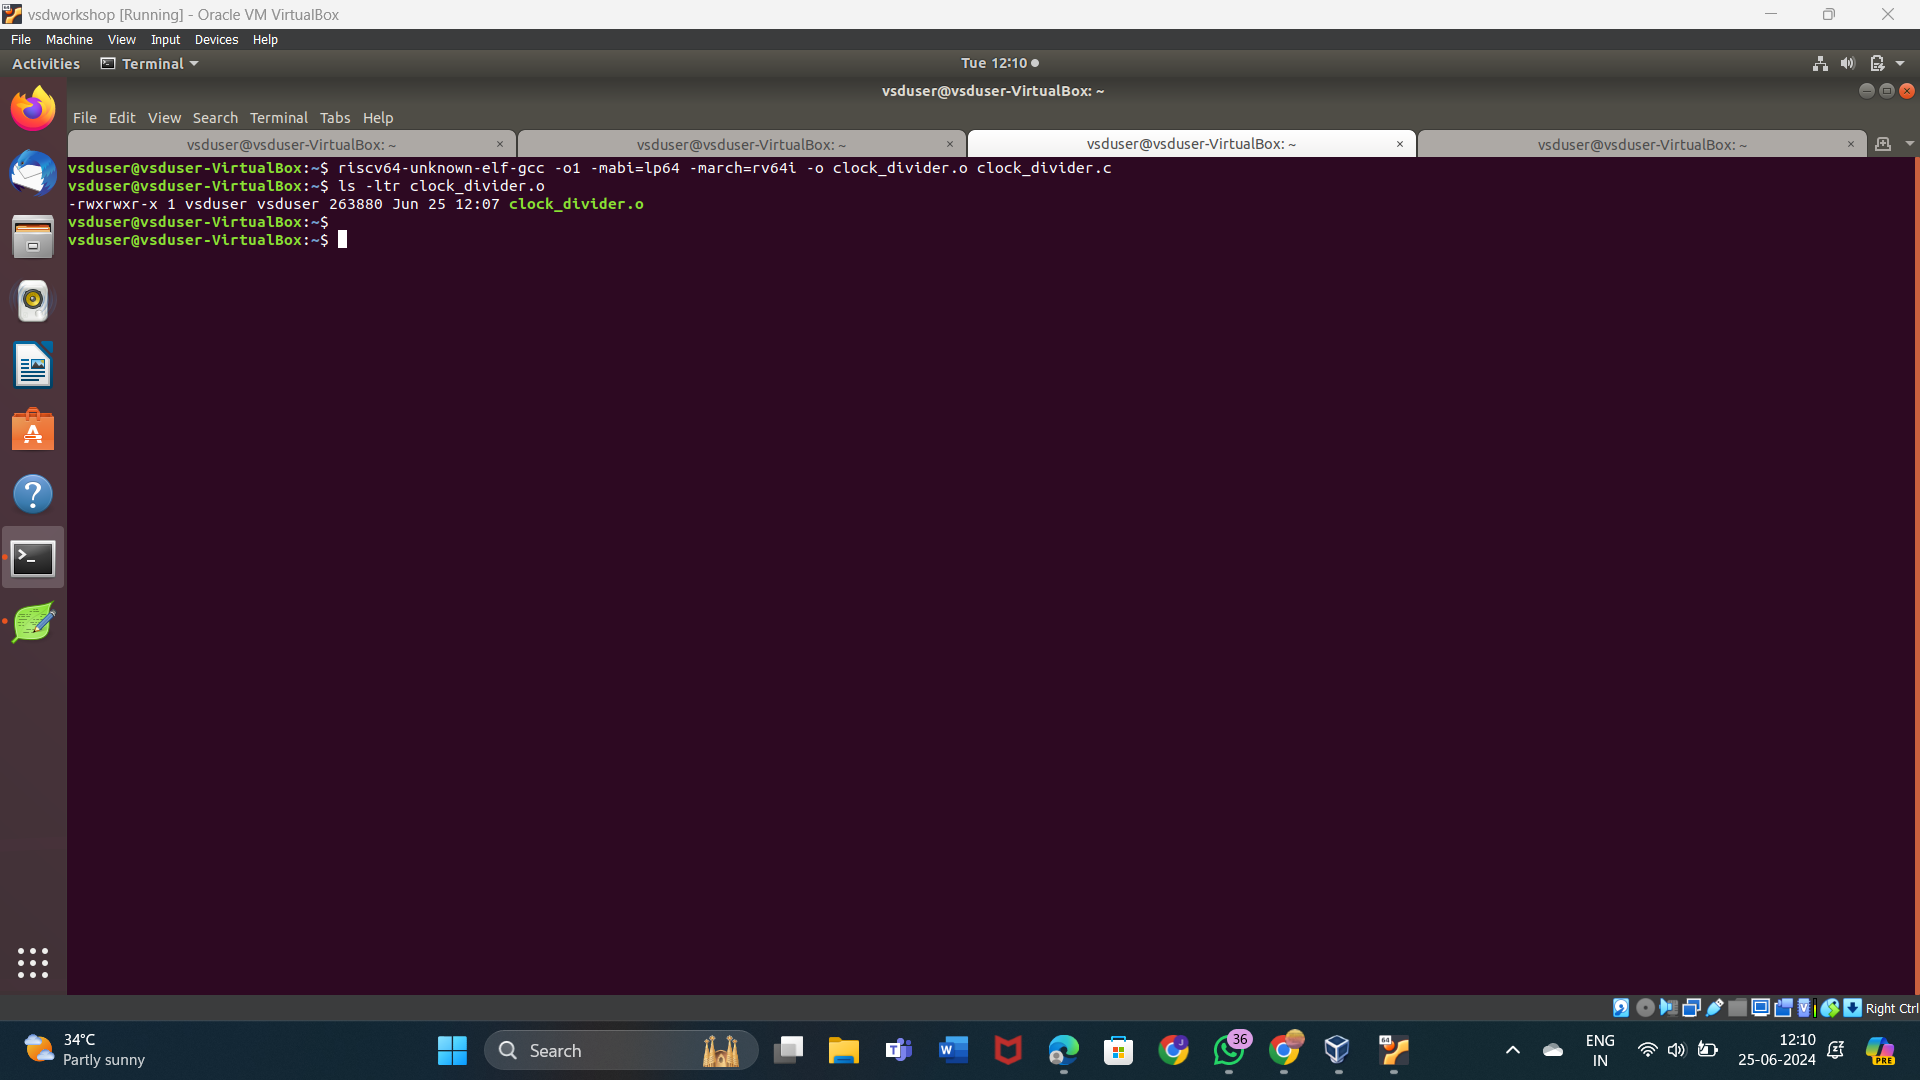 vsdworkshop [Running] - Oracle VM VirtualBox
File Machine View Input Devices Help
Activities Terminal Tue 12:10
vsduser@vsduser-VirtualBox: ~
File Edit View Search Terminal Tabs Help
vsduser@vsduser-VirtualBox: ~ × vsduser@vsduser-VirtualBox: ~ × vsduser@vsduser-VirtualBox: ~ × vsduser@vsduser-VirtualBox: ~ ×
vsduser@vsduser-VirtualBox:~$ riscv64-unknown-elf-gcc -o1 -mabi=lp64 -march=rv64i -o clock_divider.o clock_divider.c
vsduser@vsduser-VirtualBox:~$ ls -ltr clock_divider.o
-rwxrwxr-x 1 vsduser vsduser 263880 Jun 25 12:07 clock_divider.o
vsduser@vsduser-VirtualBox:~$
vsduser@vsduser-VirtualBox:~$
Right Ctrl
34°C
Partly sunny
Search
36
ENG
IN
12:10
25-06-2024
PRE